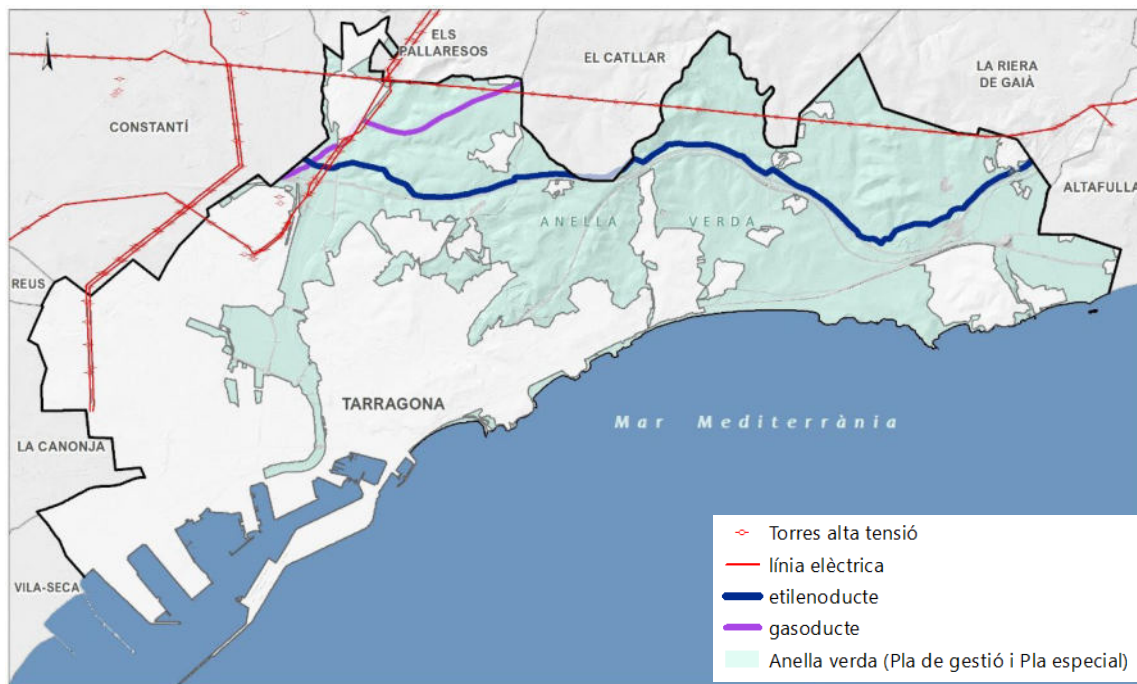 ELS
PALLARESOS
EL CATLLAR
LA RIERA
DE GAIÀ
CONSTANTÍ
ALTAFULLA
ANELLA VERDA
REUS
TARRAGONA
Mar Mediterrània
LA CANONJA
VILA-SECA
Torres alta tensió
línia elèctrica
etilenoducte
gasoducte
Anella verda (Pla de gestió i Pla especial)